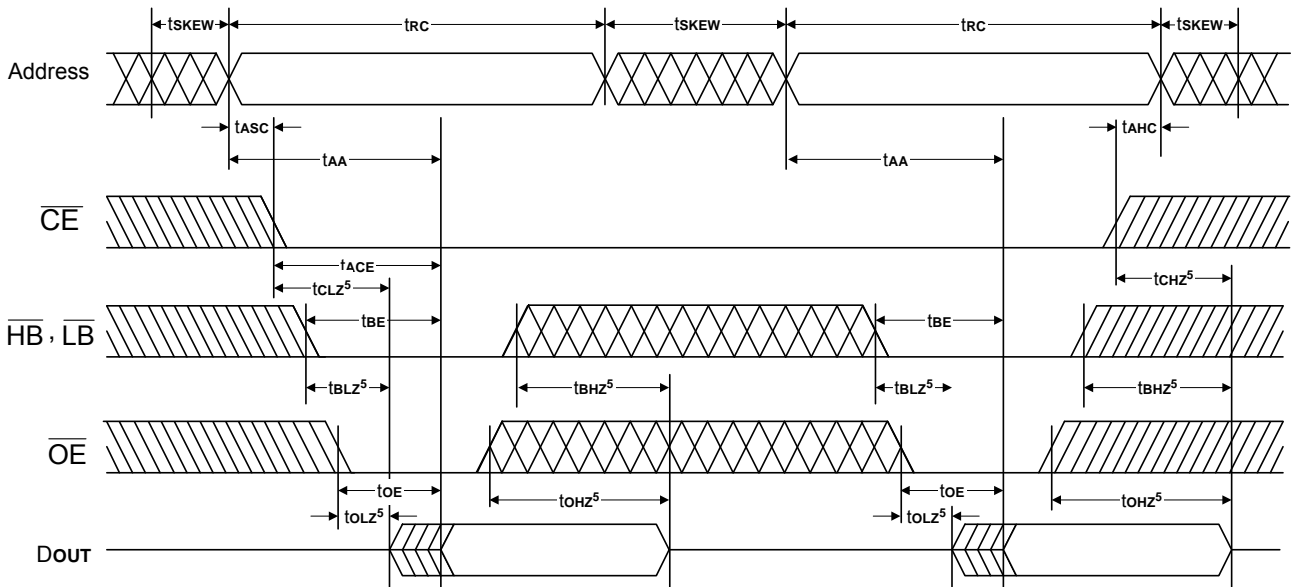 tSKEW tRC tSKEW tRC tSKEW
Address
tASC tAHC
tAA tAA
CE
tACE
tCLZ5 tCHZ5
HB , LB tBE tBE
tBLZ5 tBHZ5 tBLZ5 tBHZ5
OE
tOE tOE
tOLZ5 tOHZ5 tOLZ5 tOHZ5
DOUT